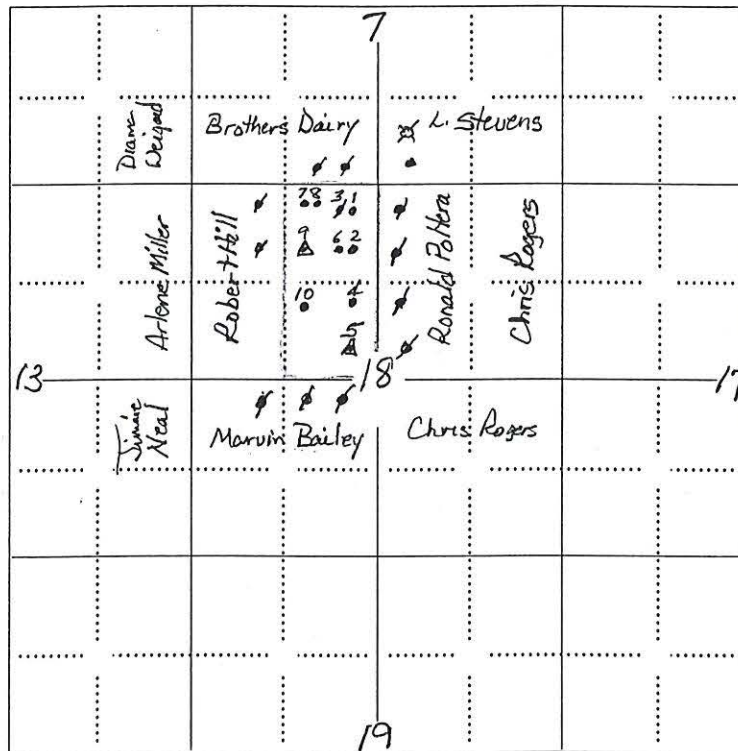 7
Diane
Weigand
Brothers Dairy
L. Stevens
7 8 3 1
9 6 2
10 4
5
Arlene Miller
Robert Hill
Ronald Poltera
Chris Rogers
13
18
17
Jimmie
Neal
Marvin Bailey
Chris Rogers
19